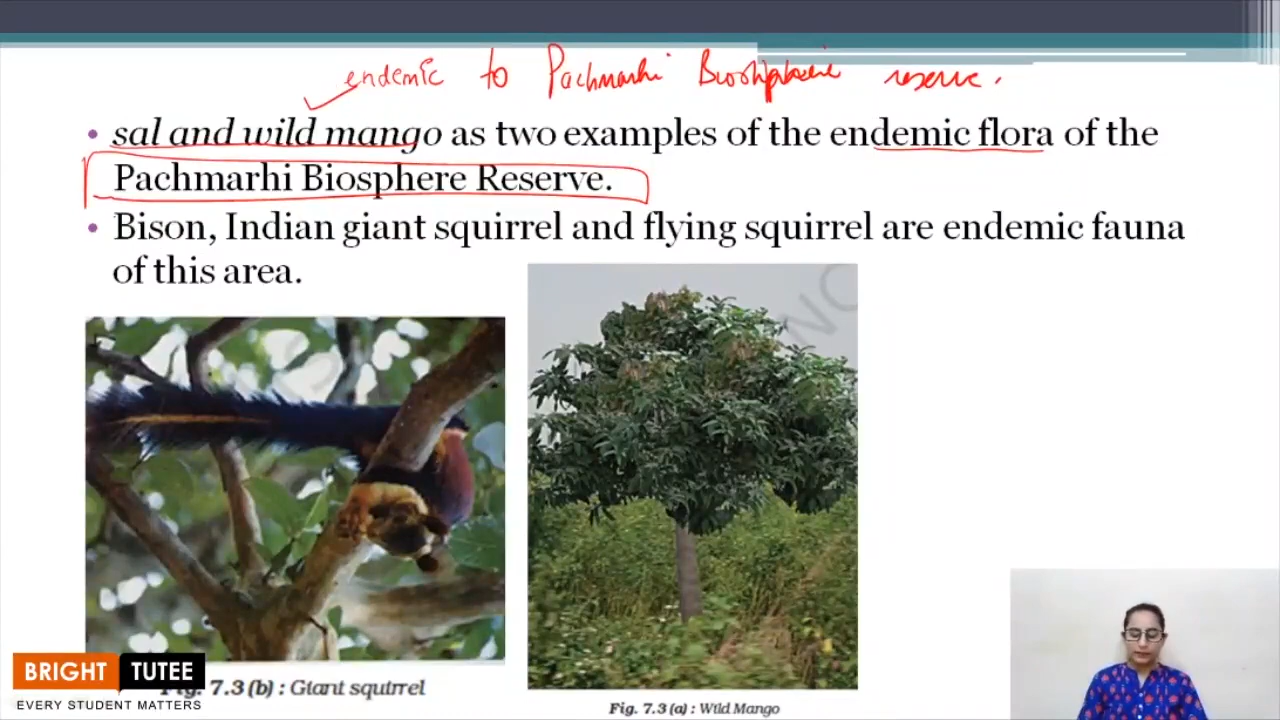 endemic to Pachmarhi Biosphere reserve.
sal and wild mango as two examples of the endemic flora of the
Pachmarhi Biosphere Reserve.
Bison, Indian giant squirrel and flying squirrel are endemic fauna
of this area.
BRIGHT TUTEE
EVERY STUDENT MATTERS
Fig. 7.3 (b) : Giant squirrel
Fig. 7.3 (a) : Wild Mango